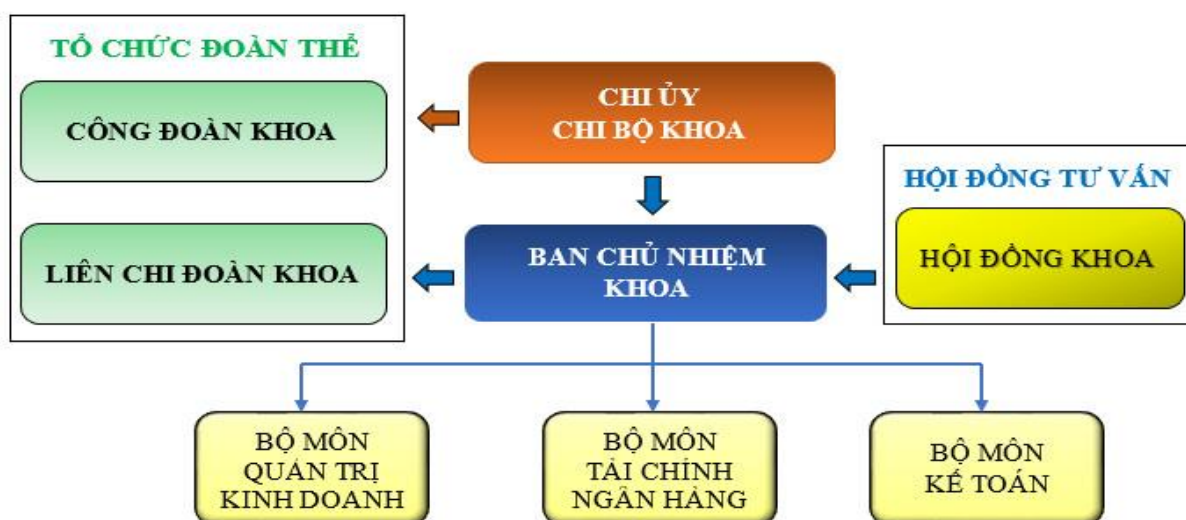 TỔ CHỨC ĐOÀN THỂ
CÔNG ĐOÀN KHOA
LIÊN CHI ĐOÀN KHOA
CHI ỦY
CHI BỘ KHOA
BAN CHỦ NHIỆM
KHOA
HỘI ĐỒNG TƯ VẤN
HỘI ĐỒNG KHOA
BỘ MÔN
QUẢN TRỊ
KINH DOANH
BỘ MÔN
TÀI CHÍNH
NGÂN HÀNG
BỘ MÔN
KẾ TOÁN